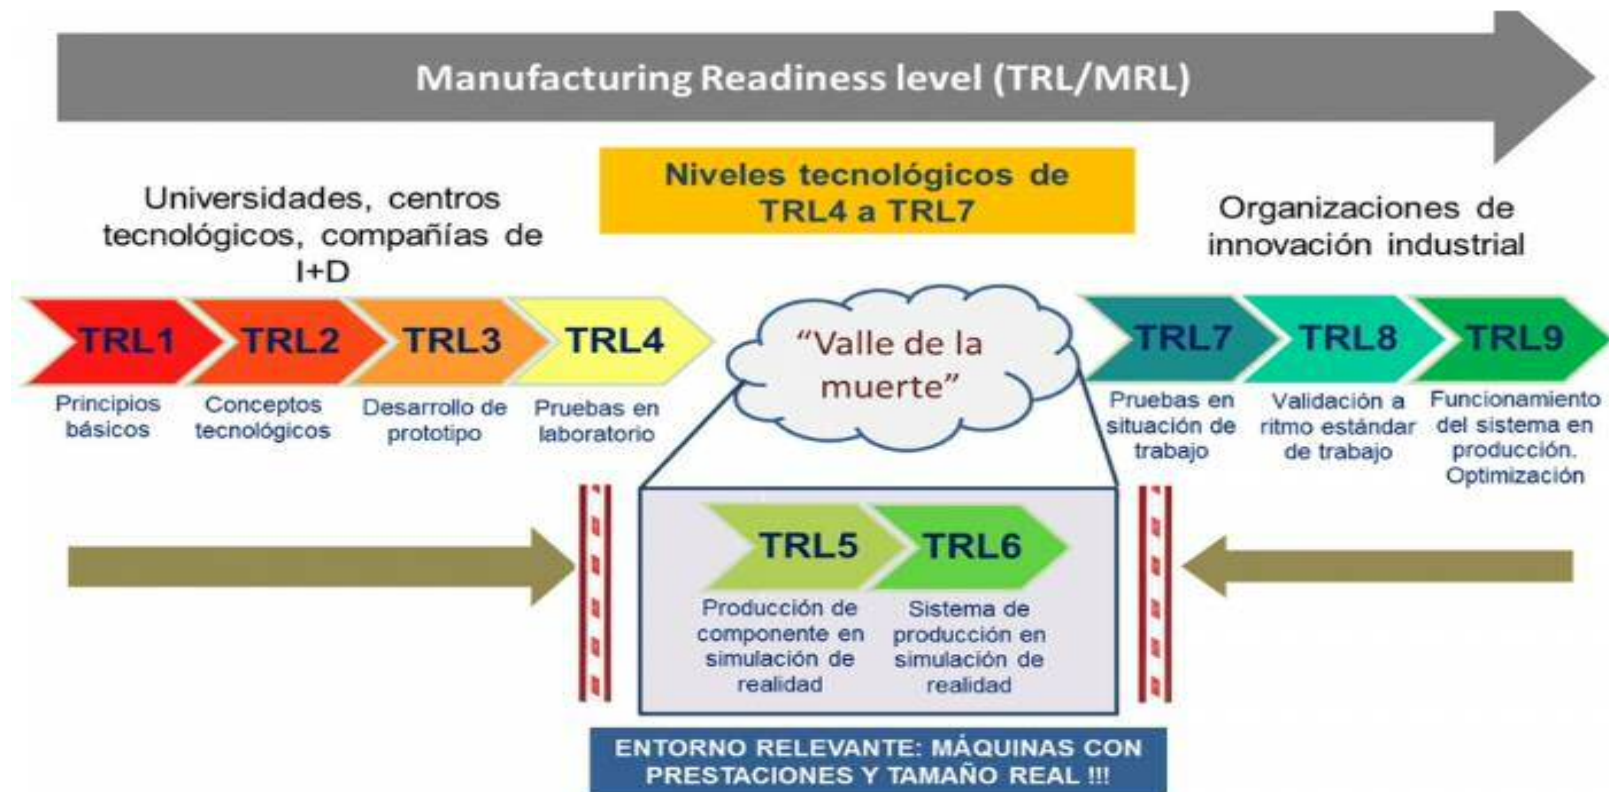 Manufacturing Readiness level (TRL/MRL)
Niveles tecnológicos de
TRL4 a TRL7
Universidades, centros
tecnológicos, compañías de
I+D
Organizaciones de
innovación industrial
TRL1
TRL2
TRL3
TRL4
"Valle de la
muerte"
TRL7
TRL8
TRL9
Principios
básicos
Conceptos
tecnológicos
Desarrollo de
prototipo
Pruebas en
laboratorio
Pruebas en
situación de
trabajo
Validación a
ritmo estándar
de trabajo
Funcionamiento
del sistema en
producción.
Optimización
TRL5
TRL6
Producción de
componente en
simulación de
realidad
Sistema de
producción en
simulación de
realidad
ENTORNO RELEVANTE: MÁQUINAS CON
PRESTACIONES Y TAMAÑO REAL !!!